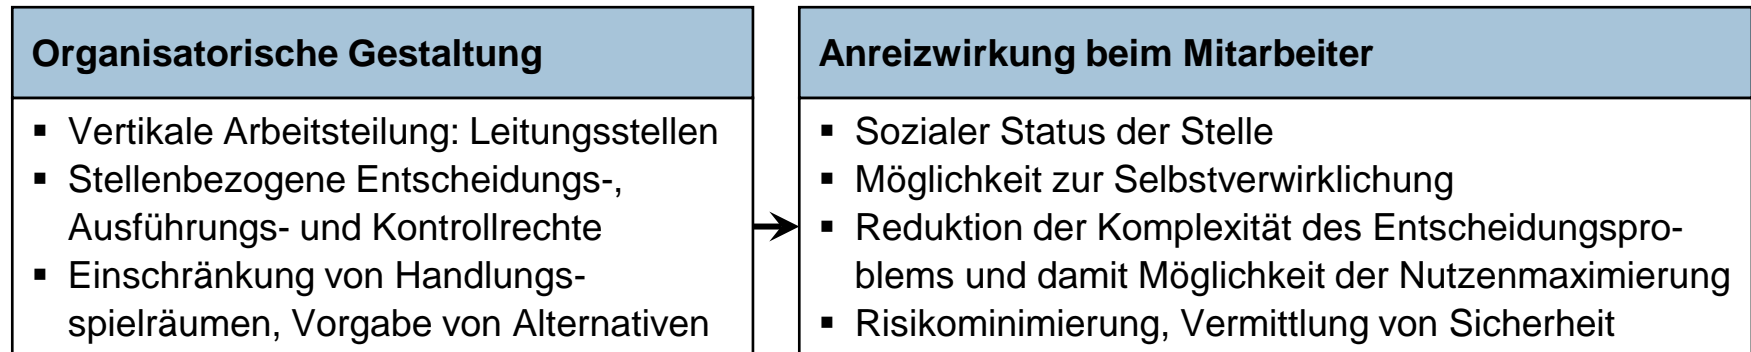 Organisatorische Gestaltung
▪ Vertikale Arbeitsteilung: Leitungsstellen
▪ Stellenbezogene Entscheidungs-,
Ausführungs- und Kontrollrechte
▪ Einschränkung von Handlungs-
spielräumen, Vorgabe von Alternativen
Anreizwirkung beim Mitarbeiter
▪ Sozialer Status der Stelle
▪ Möglichkeit zur Selbstverwirklichung
▪ Reduktion der Komplexität des Entscheidungspro-
blems und damit Möglichkeit der Nutzenmaximierung
▪ Risikominimierung, Vermittlung von Sicherheit